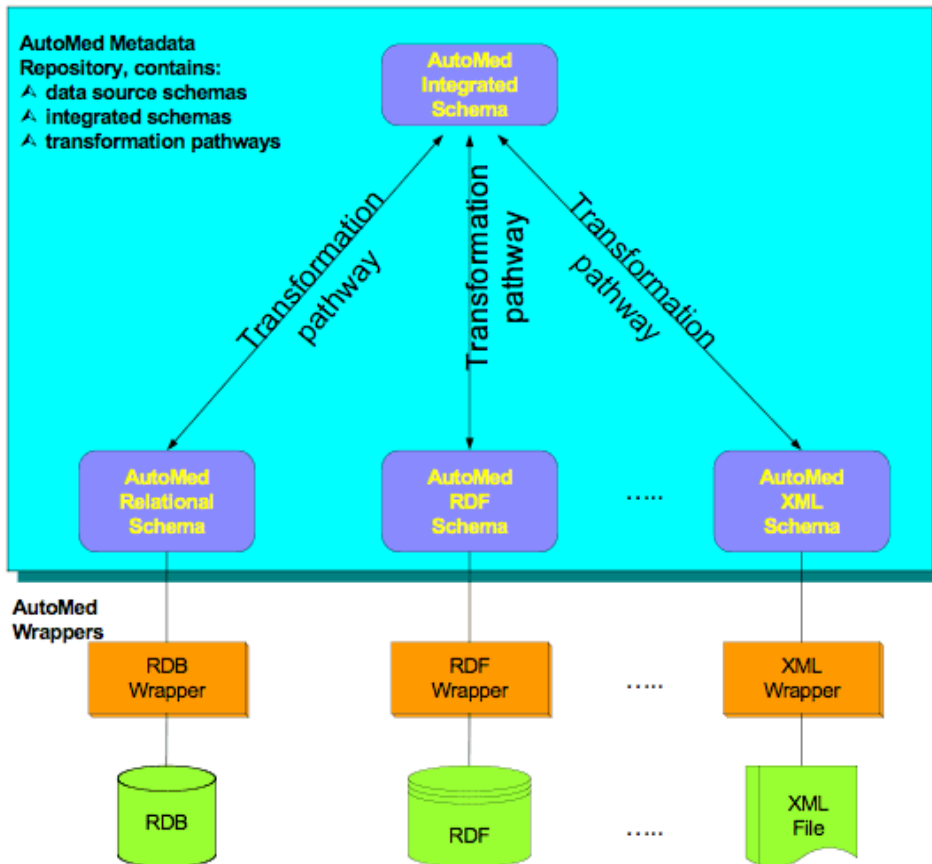 AutoMed Metadata
Repository, contains:
data source schemas
integrated schemas
transformation pathways
AutoMed
Integrated
Schema
Transformation
pathway
Transformation
pathway
Transformation
pathway
AutoMed
Relational
Schema
AutoMed
RDF
Schema
.....
AutoMed
XML
Schema
AutoMed
Wrappers
RDB
Wrapper
RDF
Wrapper
.....
XML
Wrapper
RDB
RDF
.....
XML
File